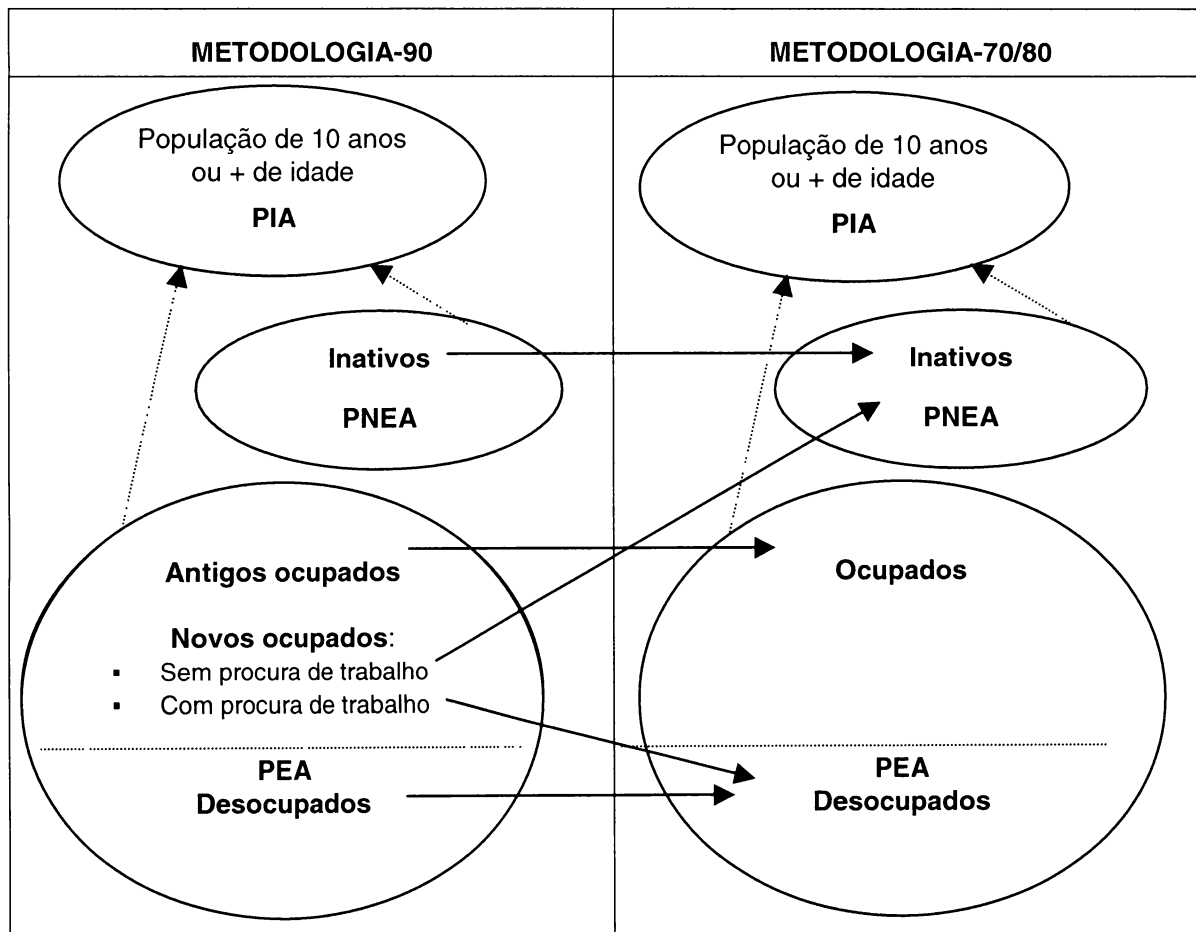 METODOLOGIA-90
População de 10 anos
ou + de idade
PIA
Inativos
PNEA
Antigos ocupados
Novos ocupados:
▪ Sem procura de trabalho
▪ Com procura de trabalho
PEA
Desocupados
METODOLOGIA-70/80
População de 10 anos
ou + de idade
PIA
Inativos
PNEA
Ocupados
PEA
Desocupados